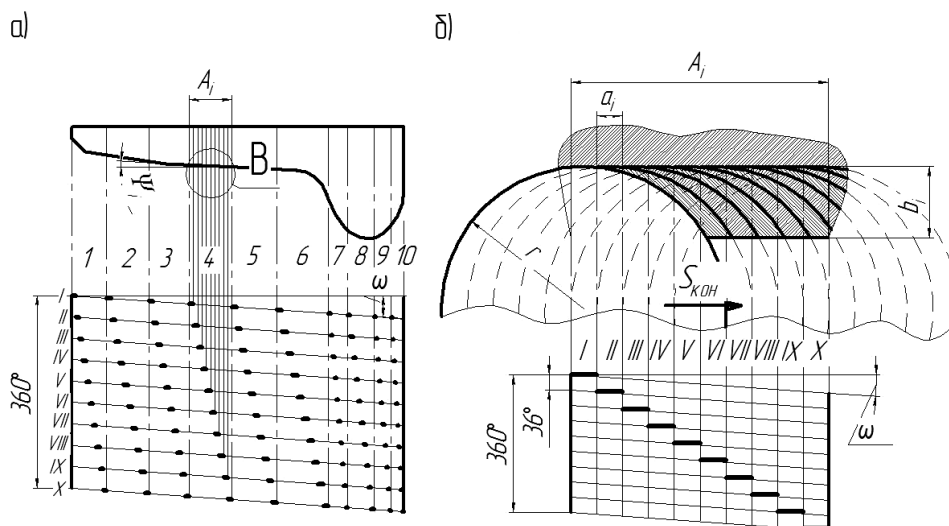 а)
A_i
B
φ
1 2 3 4 5 6 7 8 9 10
ω
I
II
III
IV
V
VI
VII
VIII
IX
X
360°
б)
A_i
a_i
b_i
r
S_КОН
I II III IV V VI VII VIII IX X
360°
36°
ω